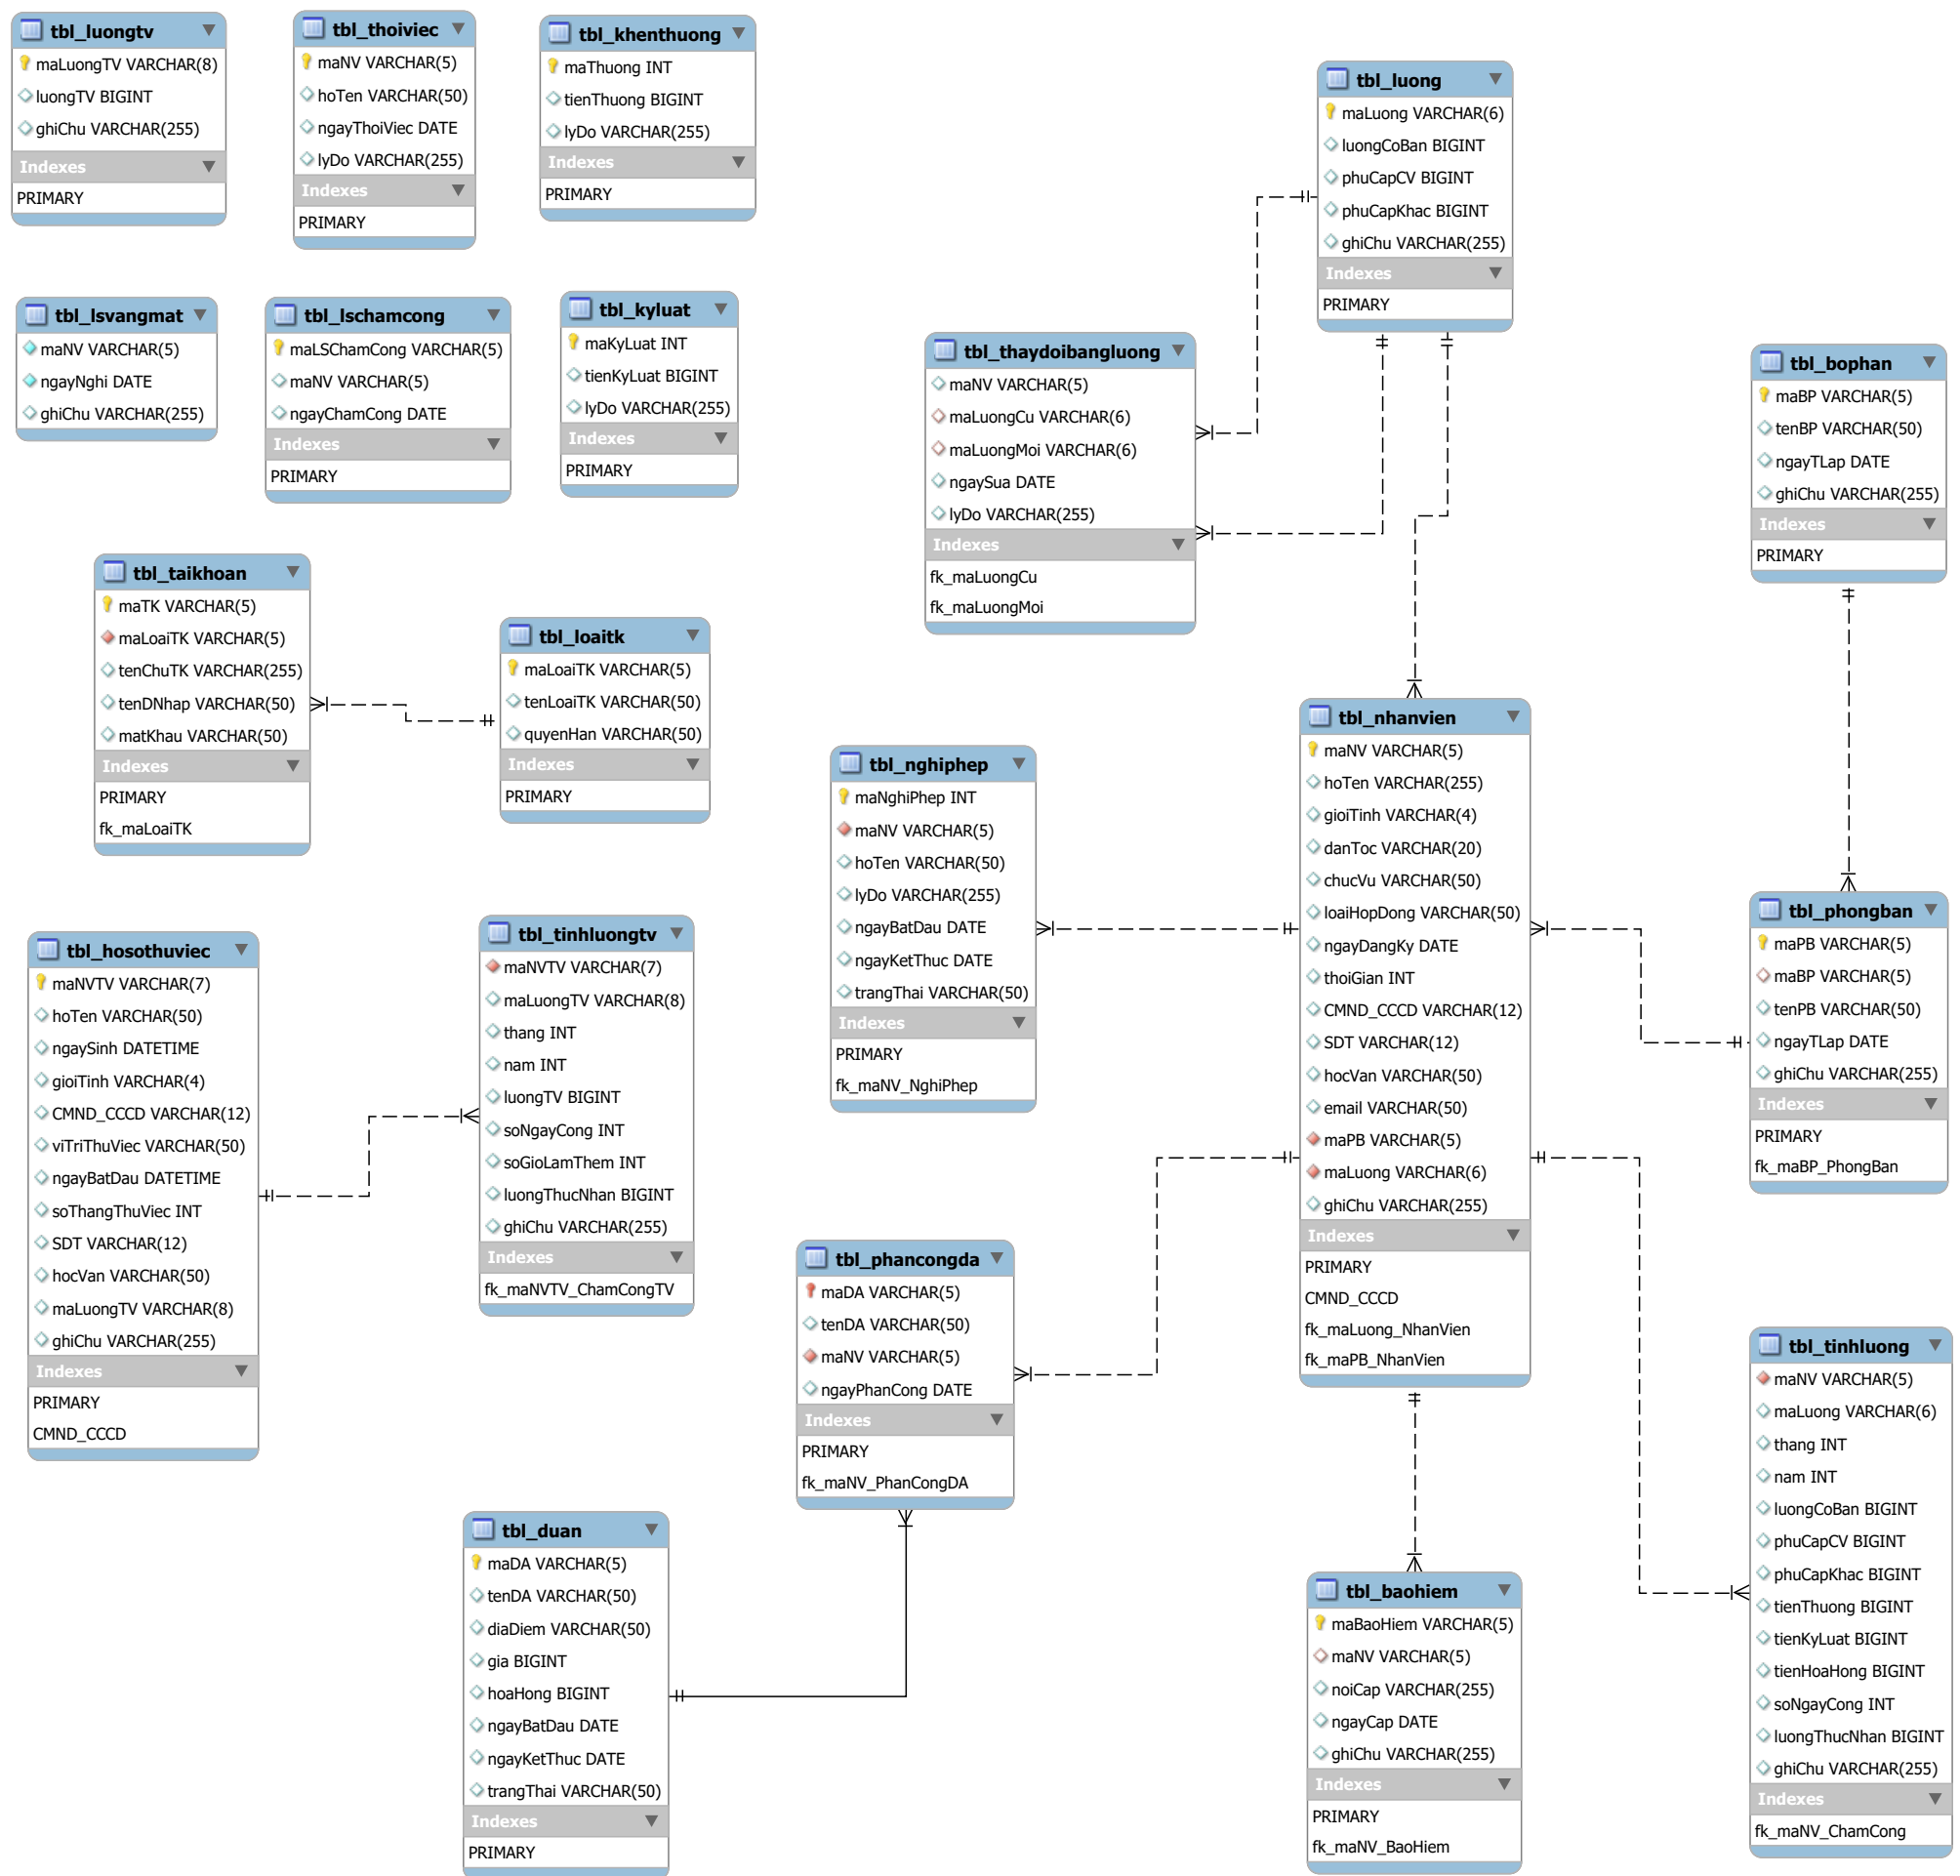 tbl_luongtv
maLuongTV VARCHAR(8)
luongTV BIGINT
ghiChu VARCHAR(255)
Indexes
PRIMARY
tbl_thoiviec
maNV VARCHAR(5)
hoTen VARCHAR(50)
ngayThoiViec DATE
lyDo VARCHAR(255)
Indexes
PRIMARY
tbl_khenthuong
maThuong INT
tienThuong BIGINT
lyDo VARCHAR(255)
Indexes
PRIMARY
tbl_luong
maLuong VARCHAR(6)
luongCoBan BIGINT
phuCapCV BIGINT
phuCapKhac BIGINT
ghiChu VARCHAR(255)
Indexes
PRIMARY
tbl_lsvangmat
maNV VARCHAR(5)
ngayNghi DATE
ghiChu VARCHAR(255)
tbl_lschamcong
maLSChamCong VARCHAR(5)
maNV VARCHAR(5)
ngayChamCong DATE
Indexes
PRIMARY
tbl_kyluat
maKyLuat INT
tienKyLuat BIGINT
lyDo VARCHAR(255)
Indexes
PRIMARY
tbl_thaydoibangluong
maNV VARCHAR(5)
maLuongCu VARCHAR(6)
maLuongMoi VARCHAR(6)
ngaySua DATE
lyDo VARCHAR(255)
Indexes
fk_maLuongCu
fk_maLuongMoi
tbl_bophan
maBP VARCHAR(5)
tenBP VARCHAR(50)
ngayTLap DATE
ghiChu VARCHAR(255)
Indexes
PRIMARY
tbl_taikhoan
maTK VARCHAR(5)
maLoaiTK VARCHAR(5)
tenChuTK VARCHAR(255)
tenDNhap VARCHAR(50)
matKhau VARCHAR(50)
Indexes
PRIMARY
fk_maLoaiTK
tbl_loaitk
maLoaiTK VARCHAR(5)
tenLoaiTK VARCHAR(50)
quyenHan VARCHAR(50)
Indexes
PRIMARY
tbl_nghiphep
maNghiPhep INT
maNV VARCHAR(5)
hoTen VARCHAR(50)
lyDo VARCHAR(255)
ngayBatDau DATE
ngayKetThuc DATE
trangThai VARCHAR(50)
Indexes
PRIMARY
fk_maNV_NghiPhep
tbl_nhanvien
maNV VARCHAR(5)
hoTen VARCHAR(255)
gioiTinh VARCHAR(4)
danToc VARCHAR(20)
chucVu VARCHAR(50)
loaiHopDong VARCHAR(50)
ngayDangKy DATE
thoiGian INT
CMND_CCCD VARCHAR(12)
SDT VARCHAR(12)
hocVan VARCHAR(50)
email VARCHAR(50)
maPB VARCHAR(5)
maLuong VARCHAR(6)
ghiChu VARCHAR(255)
Indexes
PRIMARY
CMND_CCCD
fk_maLuong_NhanVien
fk_maPB_NhanVien
tbl_phongban
maPB VARCHAR(5)
maBP VARCHAR(5)
tenPB VARCHAR(50)
ngayTLap DATE
ghiChu VARCHAR(255)
Indexes
PRIMARY
fk_maBP_PhongBan
tbl_hosothuviec
maNVTV VARCHAR(7)
hoTen VARCHAR(50)
ngaySinh DATETIME
gioiTinh VARCHAR(4)
CMND_CCCD VARCHAR(12)
viTriThuViec VARCHAR(50)
ngayBatDau DATETIME
soThangThuViec INT
SDT VARCHAR(12)
hocVan VARCHAR(50)
maLuongTV VARCHAR(8)
ghiChu VARCHAR(255)
Indexes
PRIMARY
CMND_CCCD
tbl_tinhluongtv
maNVTV VARCHAR(7)
maLuongTV VARCHAR(8)
thang INT
nam INT
luongTV BIGINT
soNgayCong INT
soGioLamThem INT
luongThucNhan BIGINT
ghiChu VARCHAR(255)
Indexes
fk_maNVTV_ChamCongTV
tbl_phancongda
maDA VARCHAR(5)
tenDA VARCHAR(50)
maNV VARCHAR(5)
ngayPhanCong DATE
Indexes
PRIMARY
fk_maNV_PhanCongDA
tbl_duan
maDA VARCHAR(5)
tenDA VARCHAR(50)
diaDiem VARCHAR(50)
gia BIGINT
hoaHong BIGINT
ngayBatDau DATE
ngayKetThuc DATE
trangThai VARCHAR(50)
Indexes
PRIMARY
tbl_baohiem
maBaoHiem VARCHAR(5)
maNV VARCHAR(5)
noiCap VARCHAR(255)
ngayCap DATE
ghiChu VARCHAR(255)
Indexes
PRIMARY
fk_maNV_BaoHiem
tbl_tinhluong
maNV VARCHAR(5)
maLuong VARCHAR(6)
thang INT
nam INT
luongCoBan BIGINT
phuCapCV BIGINT
phuCapKhac BIGINT
tienThuong BIGINT
tienKyLuat BIGINT
tienHoaHong BIGINT
soNgayCong INT
luongThucNhan BIGINT
ghiChu VARCHAR(255)
Indexes
fk_maNV_ChamCong